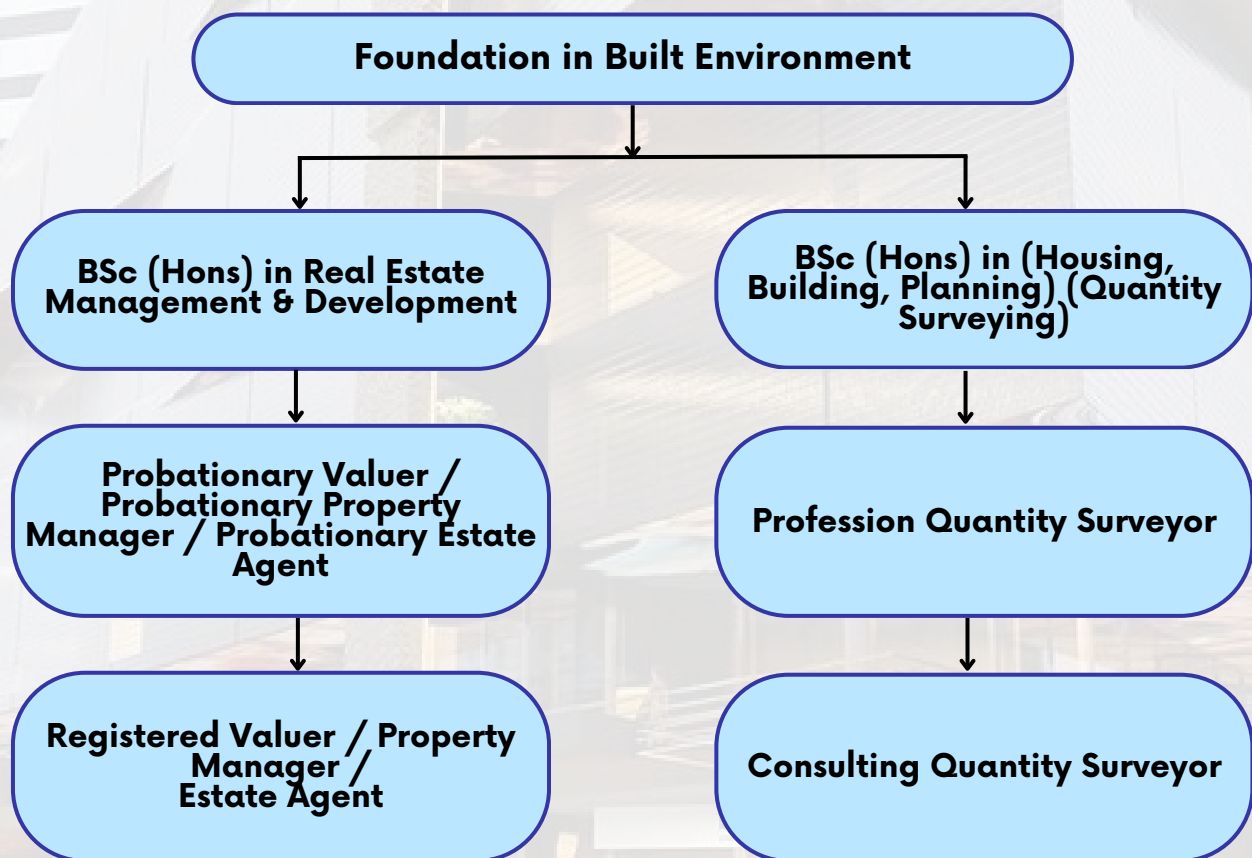 Foundation in Built Environment
BSc (Hons) in Real Estate
Management & Development
BSc (Hons) in (Housing,
Building, Planning) (Quantity
Surveying)
Probationary Valuer /
Probationary Property
Manager / Probationary Estate
Agent
Profession Quantity Surveyor
Registered Valuer / Property
Manager /
Estate Agent
Consulting Quantity Surveyor